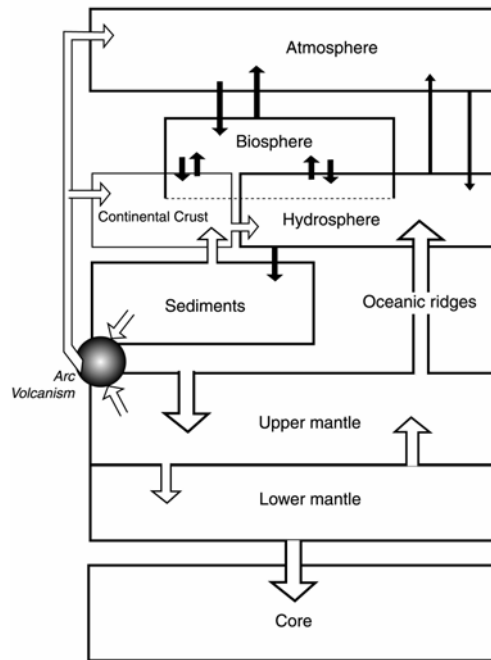 Atmosphere
Biosphere
Continental Crust
Hydrosphere
Sediments
Oceanic ridges
Arc
Volcanism
Upper mantle
Lower mantle
Core